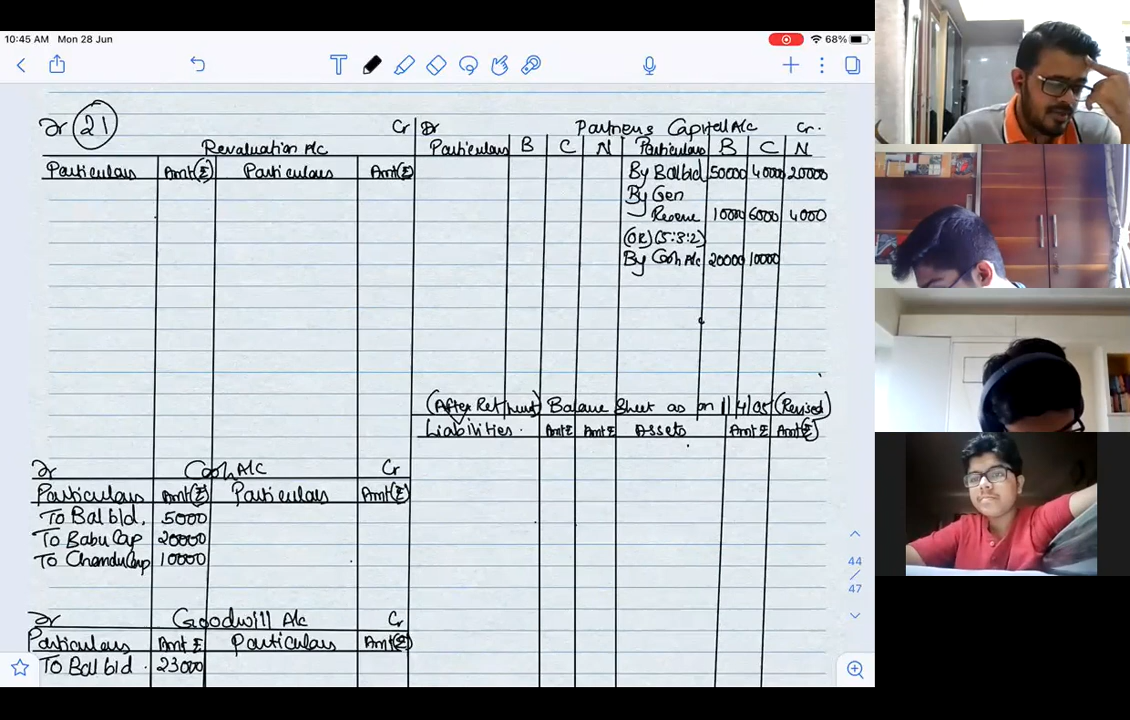 10:45 AM Mon 28 Jun
68%
Dr (21) Cr
Revaluation A/c
Particulars Amt(₹) Particulars Amt(₹)
Dr Partners Capital A/c Cr.
Particulars B C N Particulars B C N
By Bal b/d 50000 40000 20000
By Gen
Reserve 10000 6000 4000
(OR) (5:3:2)
By Cash A/c 20000 10000
(After Retirement) Balance Sheet as on 1/4/05 (Revised)
Liabilities. Amt ₹ Amt ₹ Assets Amt ₹ Amt(₹)
Dr Cash A/c Cr
Particulars Amt(₹) Particulars Amt(₹)
To Bal b/d. 5000
To Babu Cap 20000
To Chandu Cap 10000
Dr Goodwill A/c Cr
Particulars Amt ₹ Particulars Amt(₹)
To Bal b/d. 23000
44
/
47